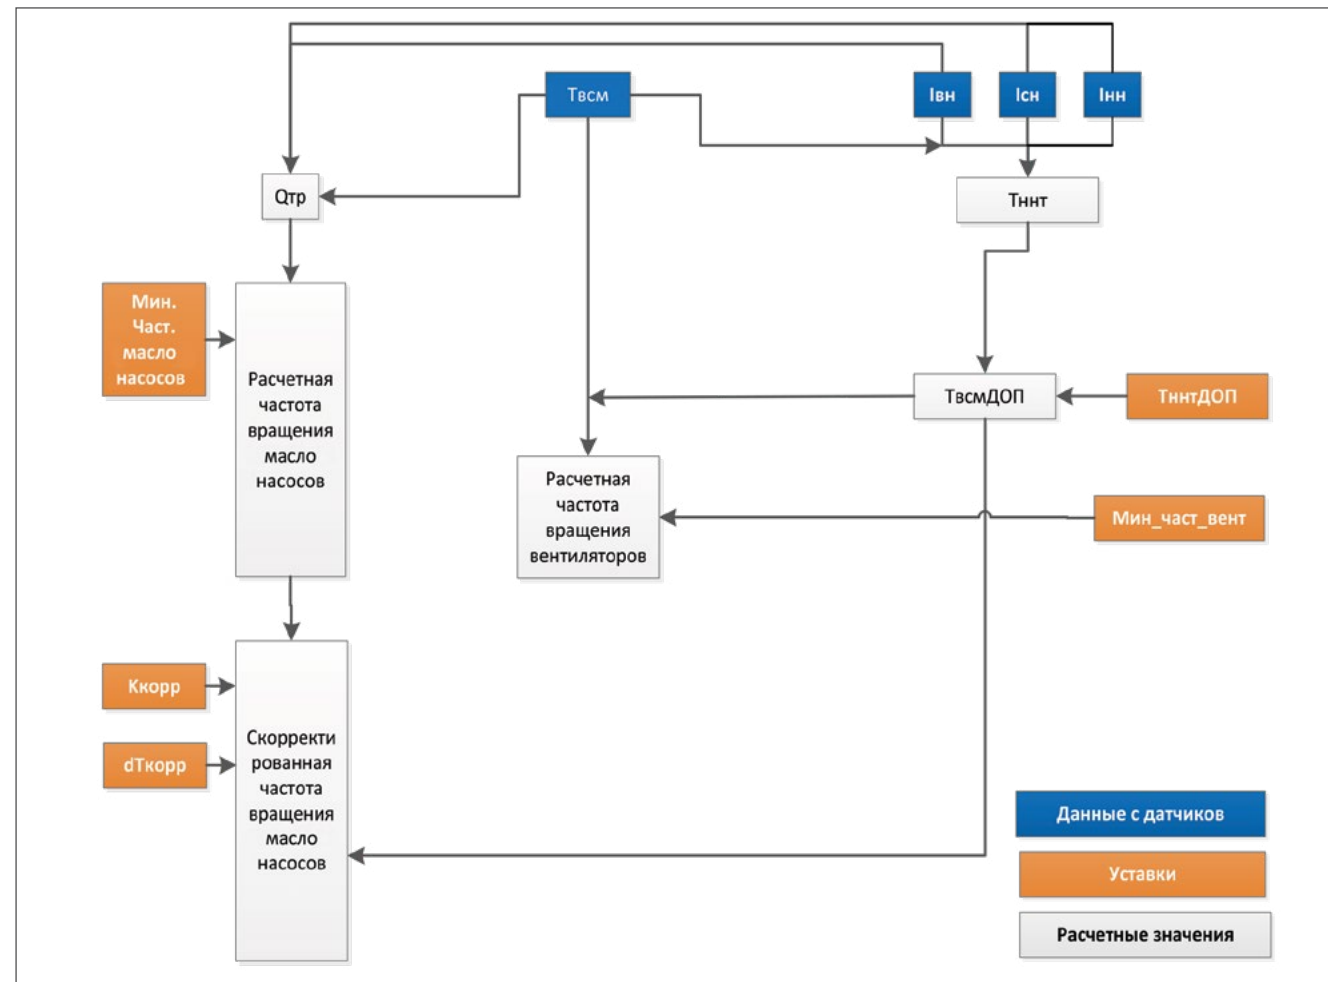 Твсм
Iвн
Iсн
Iнн
Qтр
Тннт
Мин.
Част.
масло
насосов
Расчетная
частота
вращения
масло
насосов
ТвсмДОП
ТннтДОП
Расчетная
частота
вращения
вентиляторов
Мин_част_вент
Ккорр
dТкорр
Скорректи
рованная
частота
вращения
масло
насосов
Данные с датчиков
Уставки
Расчетные значения